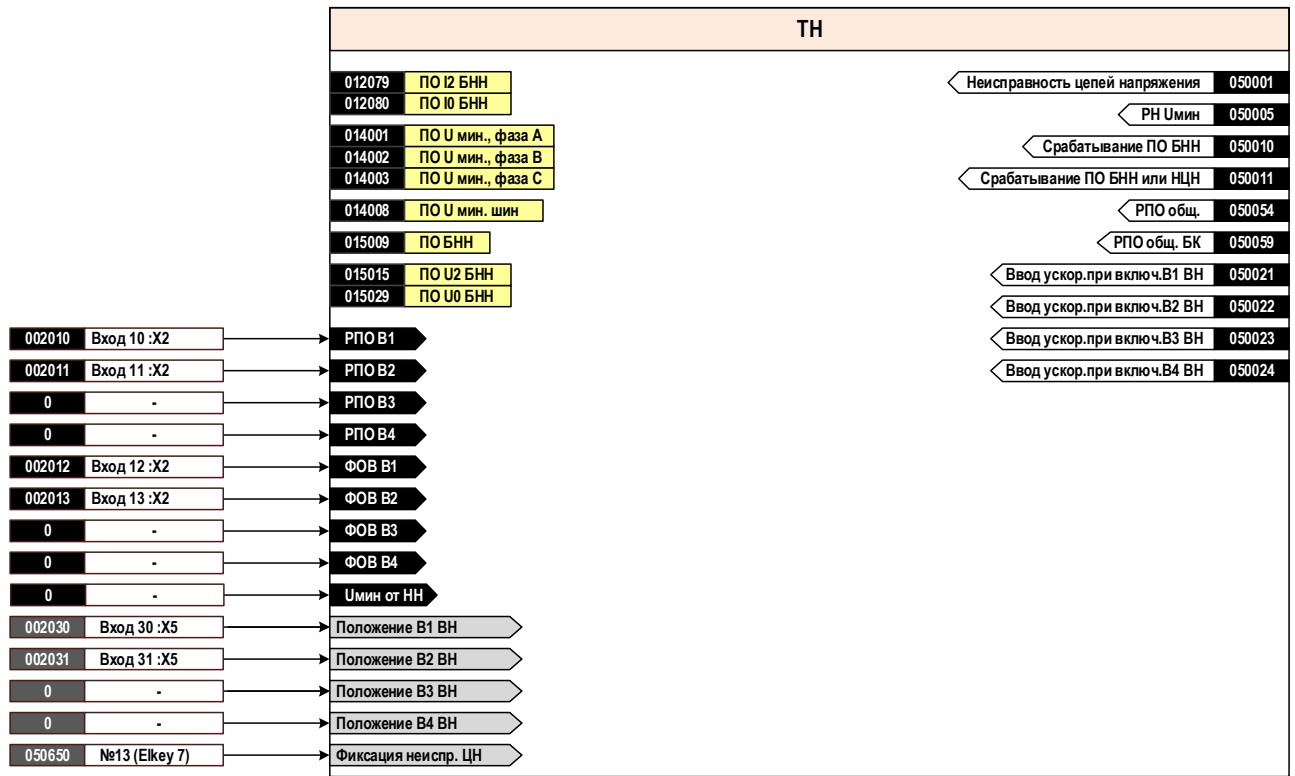 ТН
012079 ПО I2 БНН
012080 ПО I0 БНН
014001 ПО U мин., фаза А
014002 ПО U мин., фаза В
014003 ПО U мин., фаза С
014008 ПО U мин. шин
015009 ПО БНН
015015 ПО U2 БНН
015029 ПО U0 БНН
Неисправность цепей напряжения 050001
РН Uмин 050005
Срабатывание ПО БНН 050010
Срабатывание ПО БНН или НЦН 050011
РПО общ. 050054
РПО общ. БК 050059
Ввод ускор.при включ.В1 ВН 050021
Ввод ускор.при включ.В2 ВН 050022
Ввод ускор.при включ.В3 ВН 050023
Ввод ускор.при включ.В4 ВН 050024
002010 Вход 10 :X2 РПО В1
002011 Вход 11 :X2 РПО В2
0 - РПО В3
0 - РПО В4
002012 Вход 12 :X2 ФОВ В1
002013 Вход 13 :X2 ФОВ В2
0 - ФОВ В3
0 - ФОВ В4
0 - Uмин от НН
002030 Вход 30 :X5 Положение В1 ВН
002031 Вход 31 :X5 Положение В2 ВН
0 - Положение В3 ВН
0 - Положение В4 ВН
050650 №13 (Elkey 7) Фиксация неиспр. ЦН